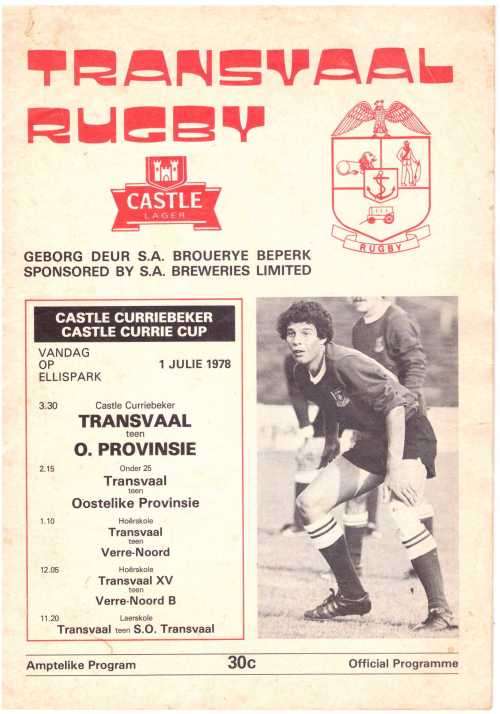 TRANSVAAL
RUGBY
CASTLE
LAGER
RUGBY
GEBORG DEUR S.A. BROUERYE BEPERK
SPONSORED BY S.A. BREWERIES LIMITED
CASTLE CURRIEBEKER
CASTLE CURRIE CUP
VANDAG
OP 1 JULIE 1978
ELLISPARK
3.30 Castle Curriebeker
TRANSVAAL
teen
O. PROVINSIE
2.15 Onder 25
Transvaal
teen
Oostelike Provinsie
1.10 Hoërskole
Transvaal
teen
Verre-Noord
12.05 Hoërskole
Transvaal XV
teen
Verre-Noord B
11.20 Laerskole
Transvaal teen S.O. Transvaal
Amptelike Program 30c Official Programme